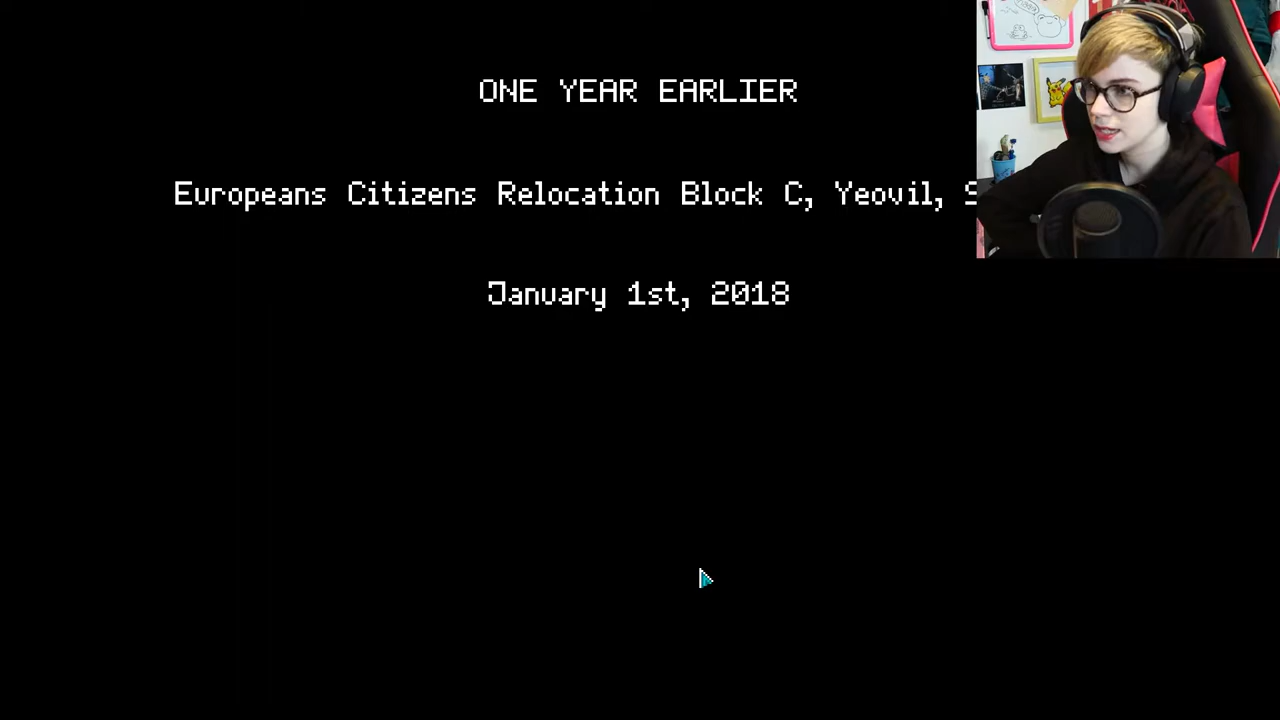 ONE YEAR EARLIER
Europeans Citizens Relocation Block C, Yeovil,
January 1st, 2018